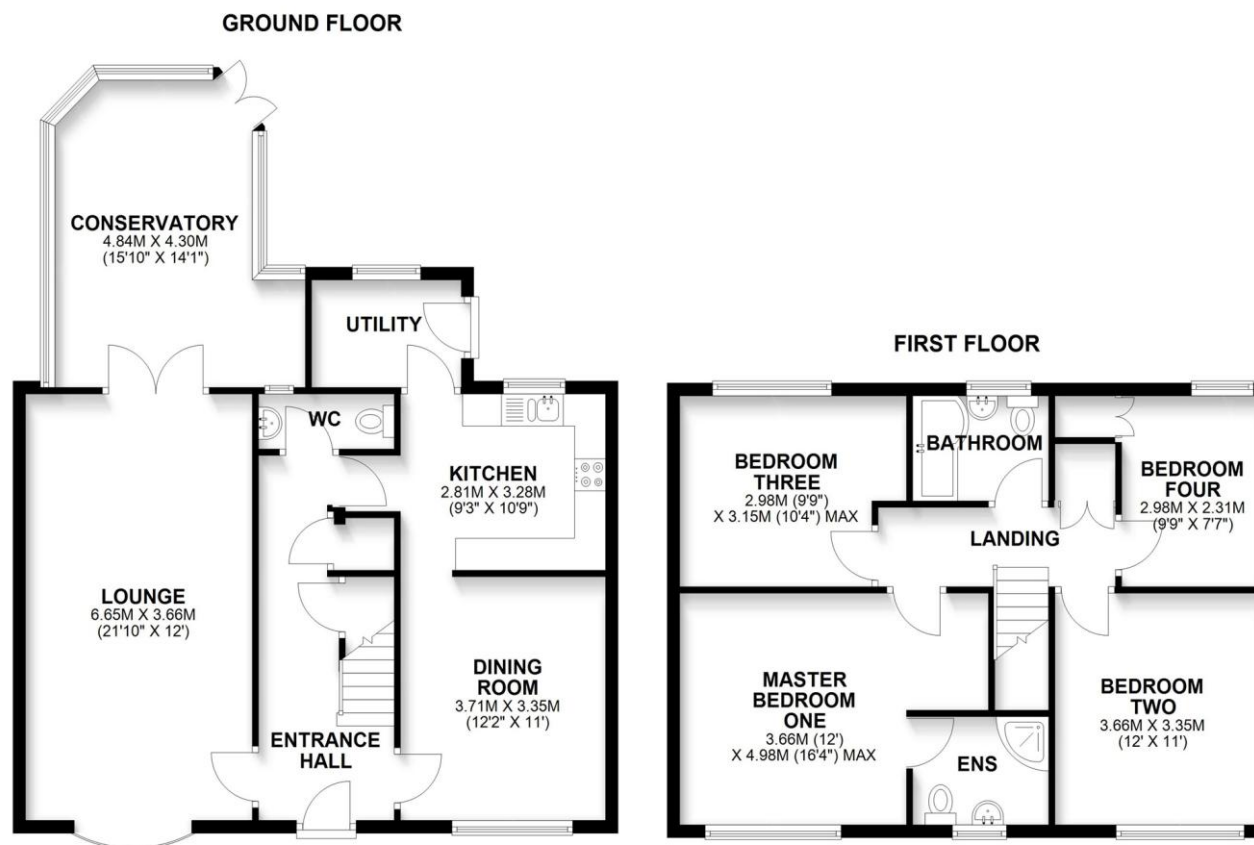 GROUND FLOOR
CONSERVATORY
4.84M X 4.30M
(15'10" X 14'1")
UTILITY
WC
KITCHEN
2.81M X 3.28M
(9'3" X 10'9")
LOUNGE
6.65M X 3.66M
(21'10" X 12')
DINING
ROOM
3.71M X 3.35M
(12'2" X 11')
ENTRANCE
HALL
FIRST FLOOR
BEDROOM
THREE
2.98M (9'9")
X 3.15M (10'4") MAX
BATHROOM
BEDROOM
FOUR
2.98M X 2.31M
(9'9" X 7'7")
LANDING
MASTER
BEDROOM
ONE
3.66M (12')
X 4.98M (16'4") MAX
ENS
BEDROOM
TWO
3.66M X 3.35M
(12' X 11')